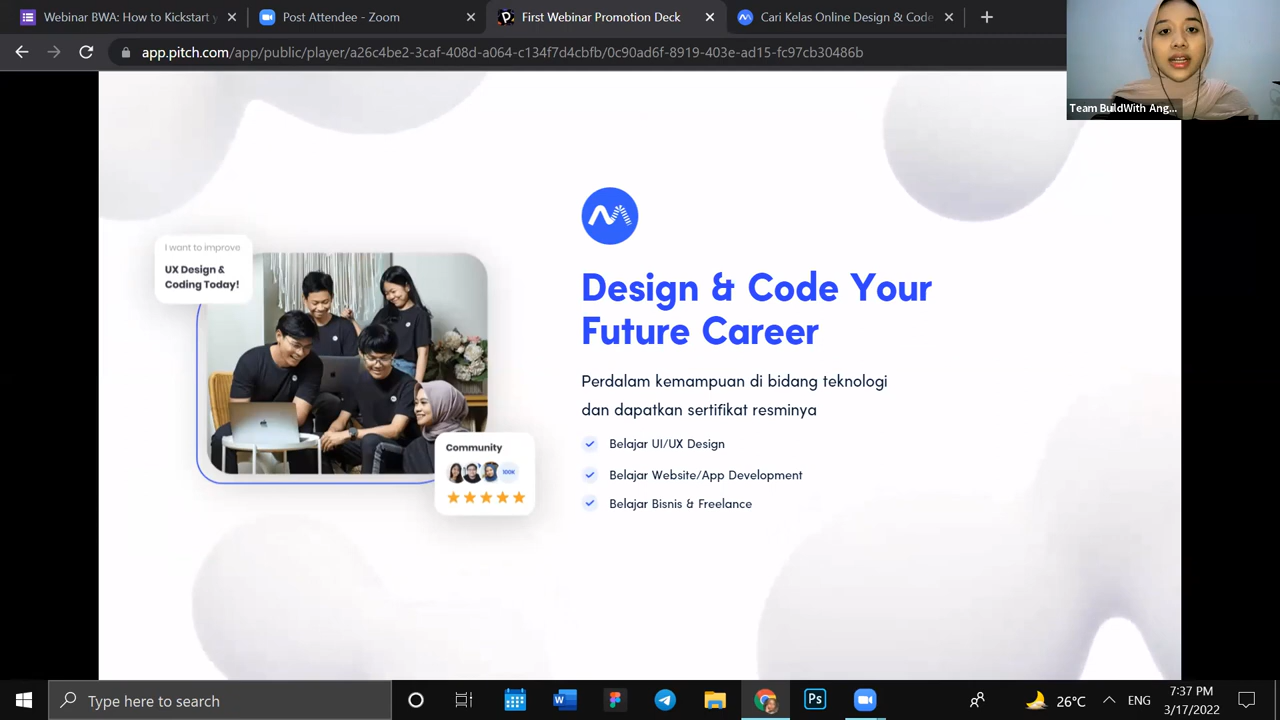 Webinar BWA: How to Kickstart y
Post Attendee - Zoom
First Webinar Promotion Deck
Cari Kelas Online Design & Code
app.pitch.com/app/public/player/a26c4be2-3caf-408d-a064-c134f7d4cbfb/0c90ad6f-8919-403e-ad15-fc97cb30486b
Team BuildWith Ang...
I want to improve
UX Design &
Coding Today!
Design & Code Your
Future Career
Perdalam kemampuan di bidang teknologi
dan dapatkan sertifikat resminya
Belajar UI/UX Design
Belajar Website/App Development
Belajar Bisnis & Freelance
Community
100K
Type here to search
Ps
26°C
ENG
7:37 PM
3/17/2022